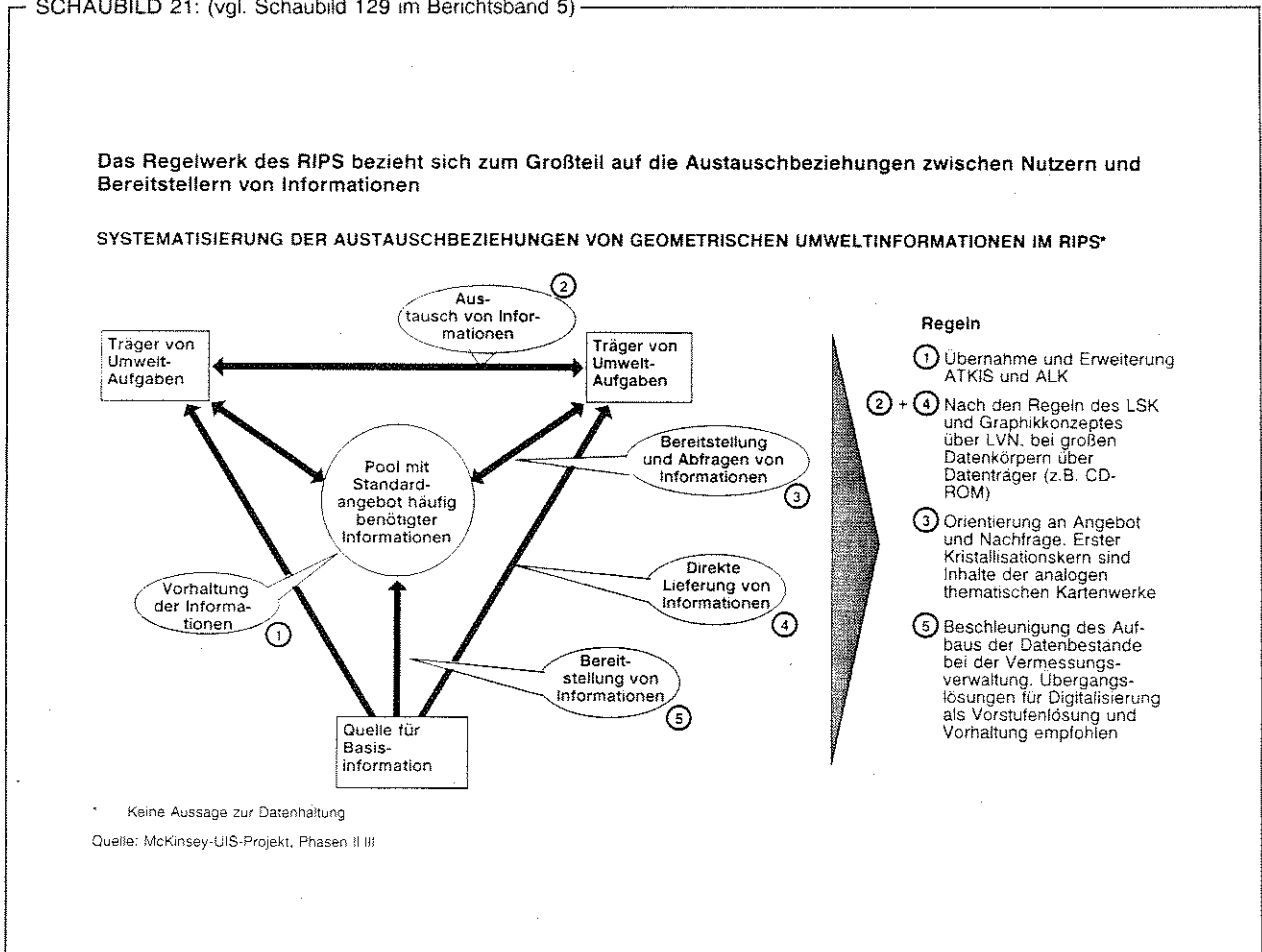 SCHAUBILD 21: (vgl. Schaubild 129 im Berichtsband 5)
Das Regelwerk des RIPS bezieht sich zum Großteil auf die Austauschbeziehungen zwischen Nutzern und
Bereitstellern von Informationen
SYSTEMATISIERUNG DER AUSTAUSCHBEZIEHUNGEN VON GEOMETRISCHEN UMWELTINFORMATIONEN IM RIPS*
2
Aus-
tausch von Infor-
mationen
Träger von
Umwelt-
Aufgaben
Träger von
Umwelt-
Aufgaben
Pool mit
Standard-
angebot häufig
benötigter
Informationen
Bereitstellung
und Abfragen von
Informationen
3
Vorhaltung
der Informa-
tionen
1
Direkte
Lieferung von
Informationen
4
Bereit-
stellung von
Informationen
5
Quelle für
Basis-
information
Regeln
1 Übernahme und Erweiterung
ATKIS und ALK
2 + 4 Nach den Regeln des LSK
und Graphikkonzeptes
über LVN. bei großen
Datenkörpern über
Datenträger (z.B. CD-
ROM)
3 Orientierung an Angebot
und Nachfrage. Erster
Kristallisationskern sind
Inhalte der analogen
thematischen Kartenwerke
5 Beschleunigung des Auf-
baus der Datenbestände
bei der Vermessungs-
verwaltung. Übergangs-
lösungen für Digitalisierung
als Vorstufenlösung und
Vorhaltung empfohlen
* Keine Aussage zur Datenhaltung
Quelle: McKinsey-UIS-Projekt, Phasen II III